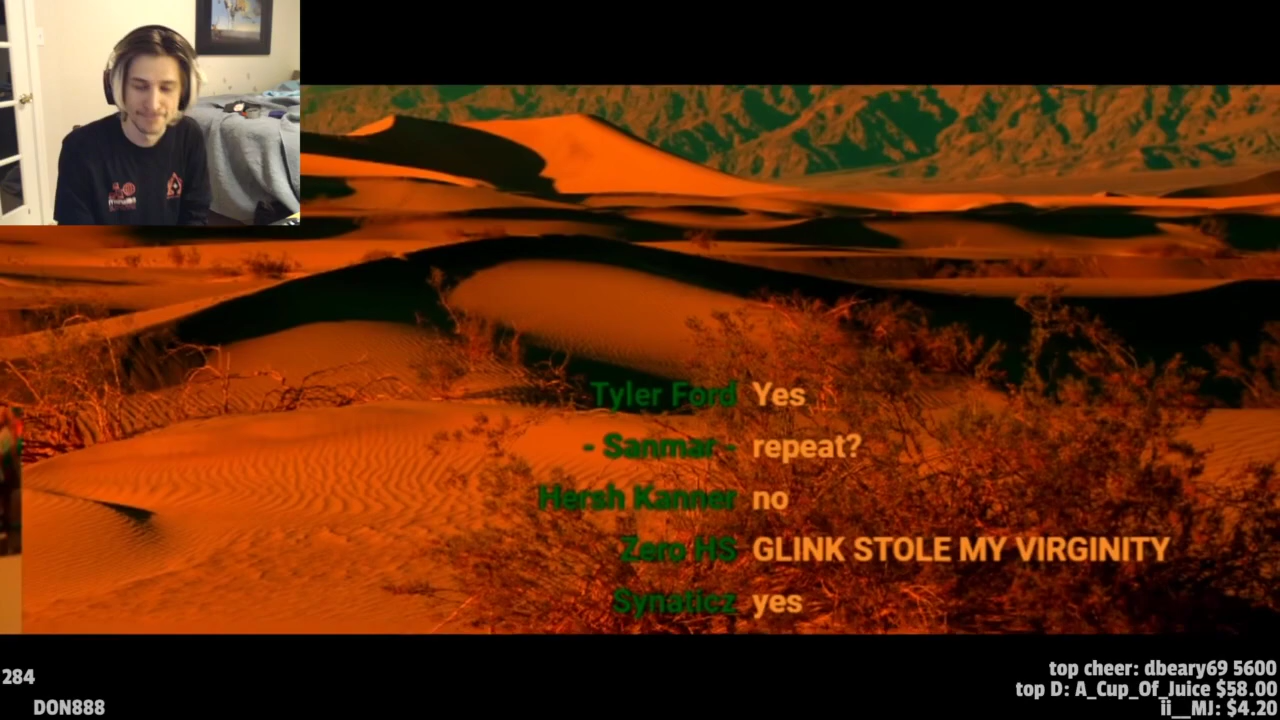 Tyler Ford Yes
- Sanmar - repeat?
Hersh Kanner no
Zero HS GLINK STOLE MY VIRGINITY
Synaticz yes
284
DON888
top cheer: dbeary69 5600
top D: A_Cup_Of_Juice $58.00
ii__MJ: $4.20